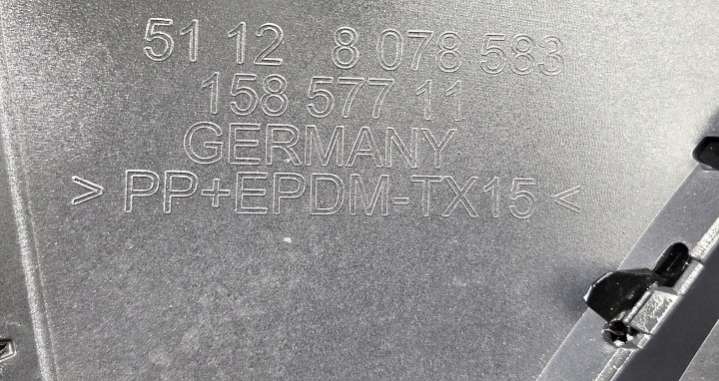 51 12 8 078 583
158 577 11
GERMANY
> PP+EPDM-TX15 <